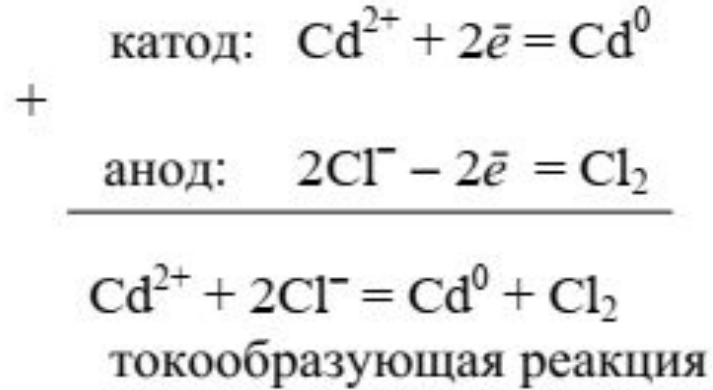 катод: Cd²⁺ + 2ē = Cd⁰
+
анод: 2Cl⁻ – 2ē = Cl₂
Cd²⁺ + 2Cl⁻ = Cd⁰ + Cl₂
токообразующая реакция